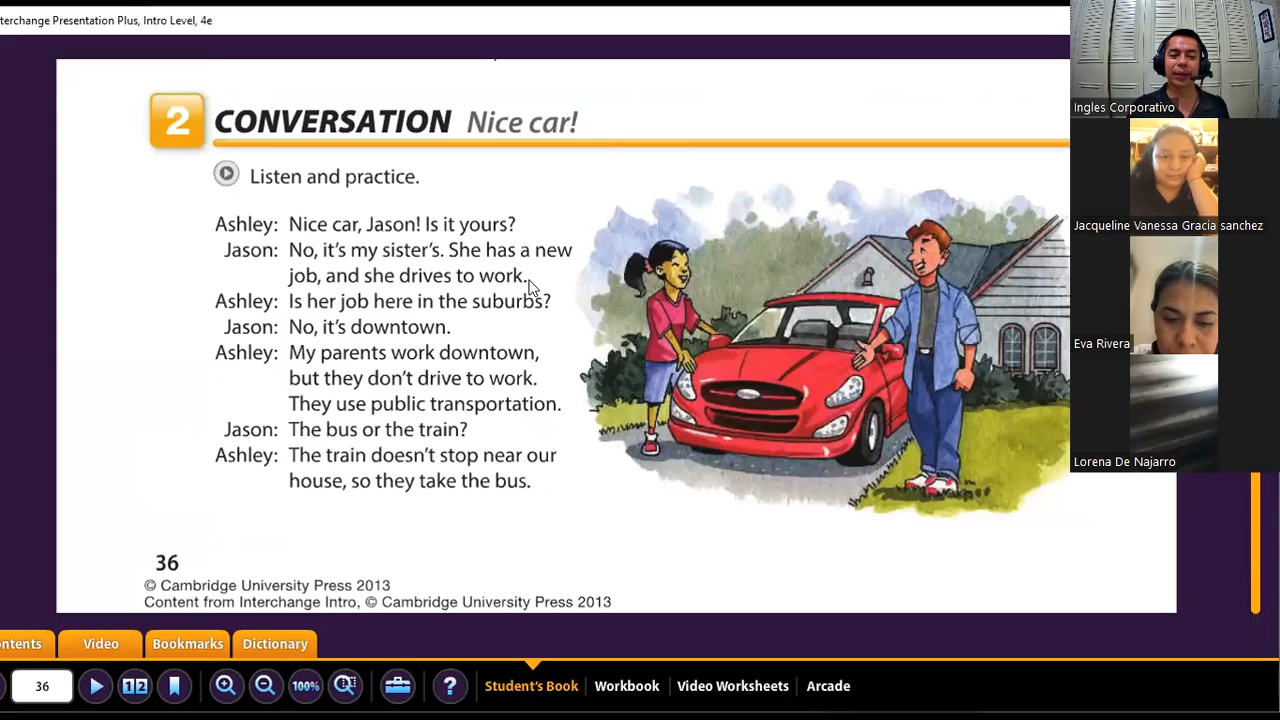 terchange Presentation Plus, Intro Level, 4e
2 CONVERSATION Nice car!
Listen and practice.
Ashley: Nice car, Jason! Is it yours?
Jason: No, it's my sister's. She has a new
job, and she drives to work.
Ashley: Is her job here in the suburbs?
Jason: No, it's downtown.
Ashley: My parents work downtown,
but they don't drive to work.
They use public transportation.
Jason: The bus or the train?
Ashley: The train doesn't stop near our
house, so they take the bus.
36
© Cambridge University Press 2013
Content from Interchange Intro, © Cambridge University Press 2013
Ingles Corporativo
Jacqueline Vanessa Gracia sanchez
Eva Rivera
Lorena De Najarro
ontents Video Bookmarks Dictionary
36 12 100% ? Student's Book Workbook Video Worksheets Arcade